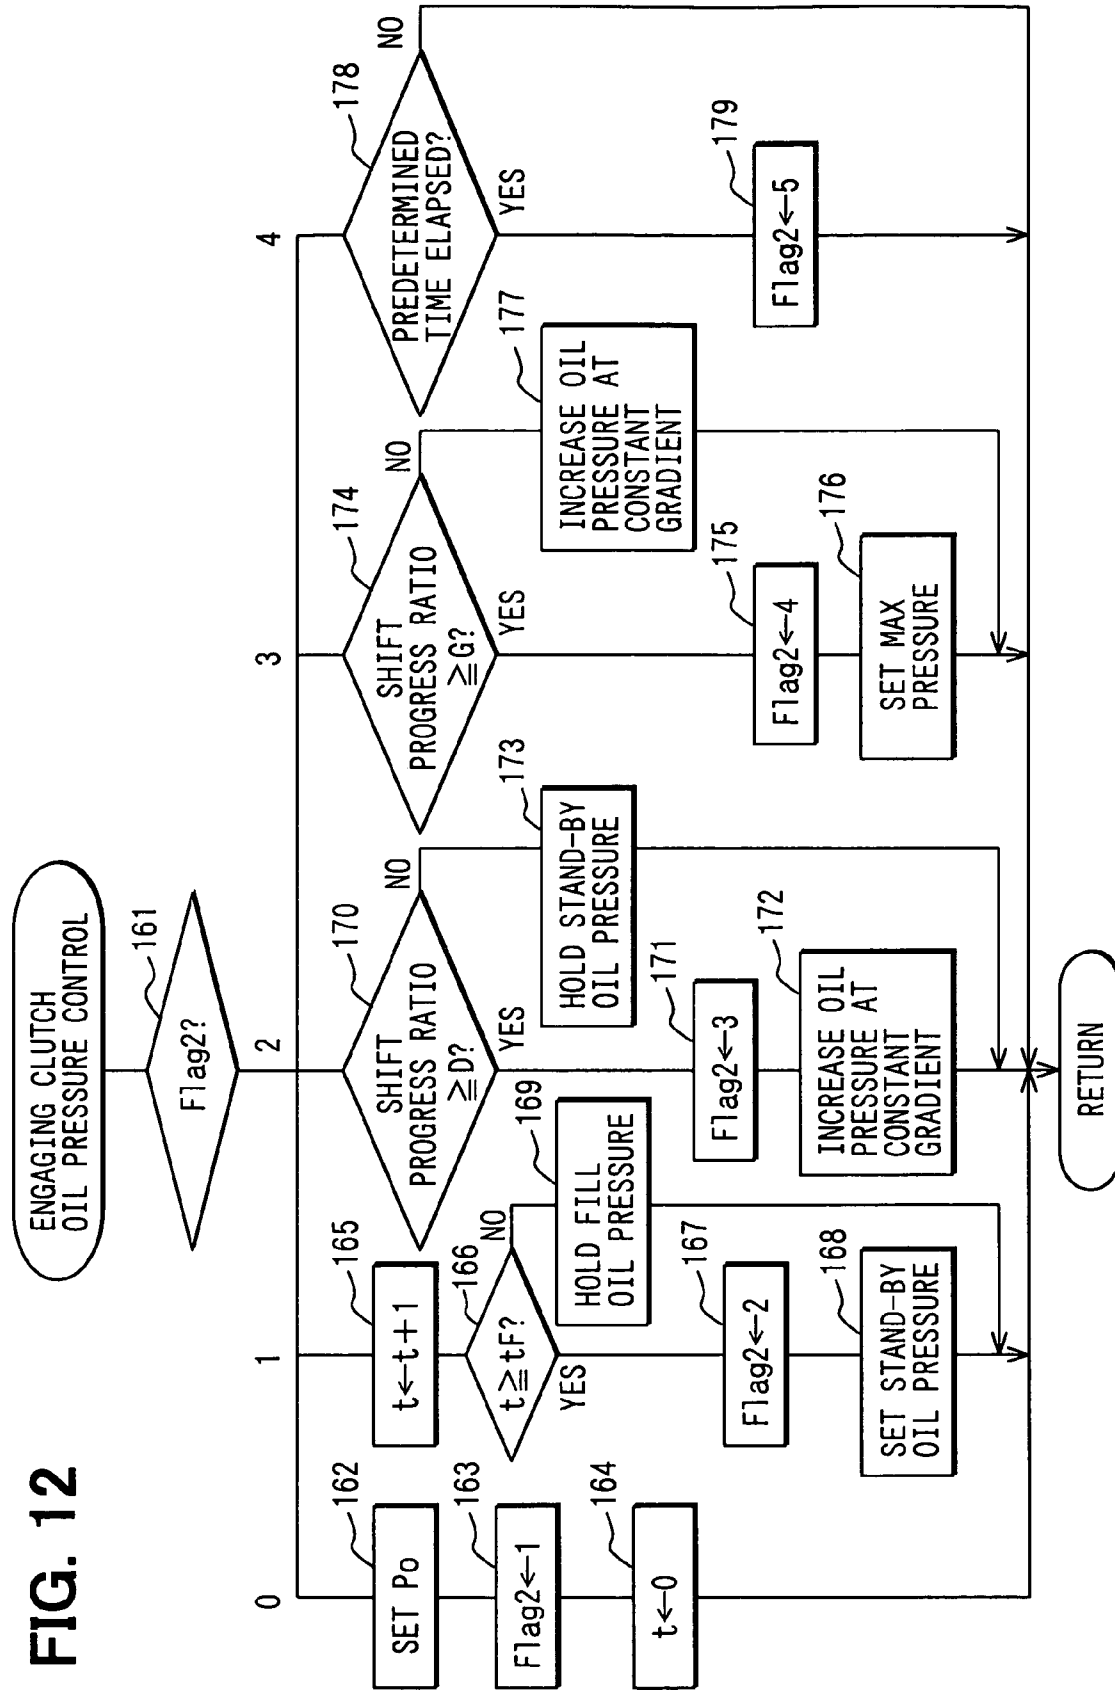 FIG. 12
ENGAGING CLUTCH
OIL PRESSURE CONTROL
161
Flag2?
0
1
2
3
4
162
SET Po
163
Flag2←1
164
t←0
165
t←t+1
166
t≧tF?
NO
YES
169
HOLD FILL
OIL PRESSURE
167
Flag2←2
168
SET STAND-BY
OIL PRESSURE
170
SHIFT
PROGRESS RATIO
≧D?
NO
YES
173
HOLD STAND-BY
OIL PRESSURE
171
Flag2←3
172
INCREASE OIL
PRESSURE AT
CONSTANT
GRADIENT
174
SHIFT
PROGRESS RATIO
≧G?
NO
YES
177
INCREASE OIL
PRESSURE AT
CONSTANT
GRADIENT
175
Flag2←4
176
SET MAX
PRESSURE
178
PREDETERMINED
TIME ELAPSED?
NO
YES
179
Flag2←5
RETURN